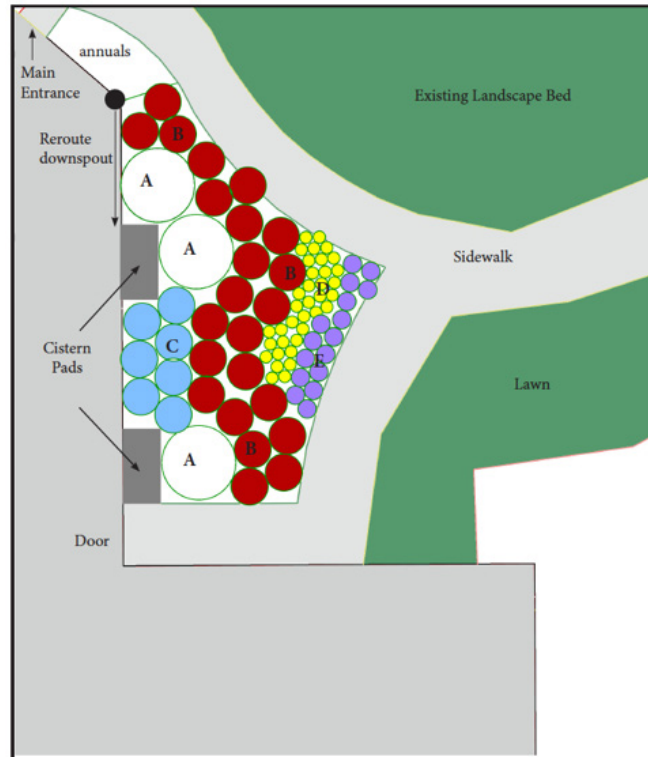 annuals
Main
Entrance
Existing Landscape Bed
Reroute
downspout
B
A
A
Sidewalk
B
D
Cistern
Pads
C
E
Lawn
A
B
Door